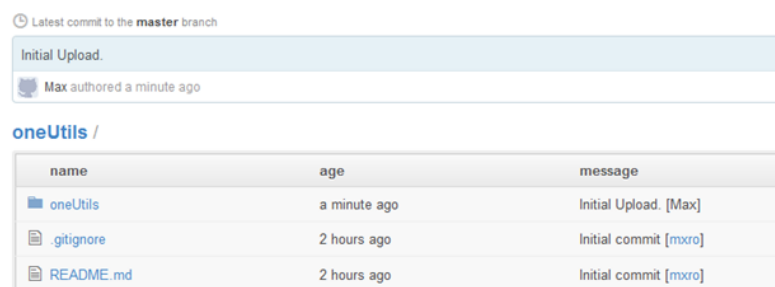 Latest commit to the master branch
Initial Upload.
Max authored a minute ago
oneUtils /
name age message
oneUtils a minute ago Initial Upload. [Max]
.gitignore 2 hours ago Initial commit [mxro]
README.md 2 hours ago Initial commit [mxro]